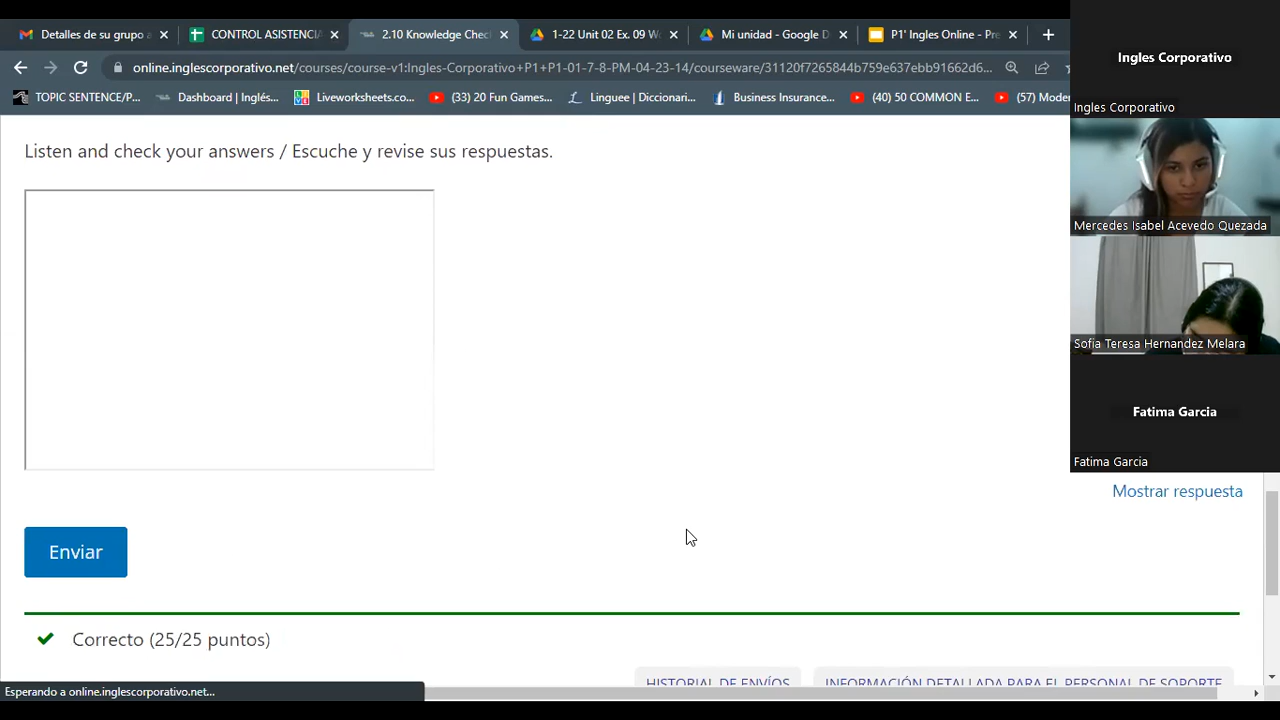 Detalles de su grupo a
CONTROL ASISTENCIA
2.10 Knowledge Chec
1-22 Unit 02 Ex. 09 Wo
Mi unidad - Google D
P1' Ingles Online - Pre
online.inglescorporativo.net/courses/course-v1:Ingles-Corporativo+P1+P1-01-7-8-PM-04-23-14/courseware/31120f7265844b759e637ebb91662d6...
TOPIC SENTENCE/P...
Dashboard | Inglés...
Liveworksheets.co...
(33) 20 Fun Games...
Linguee | Diccionari...
Business Insurance...
(40) 50 COMMON E...
(57) Moder
Listen and check your answers / Escuche y revise sus respuestas.
Mostrar respuesta
Enviar
Correcto (25/25 puntos)
HISTORIAL DE ENVÍOS
INFORMACIÓN DETALLADA PARA EL PERSONAL DE SOPORTE
Esperando a online.inglescorporativo.net...
Ingles Corporativo
Ingles Corporativo
Mercedes Isabel Acevedo Quezada
Sofia Teresa Hernandez Melara
Fatima Garcia
Fatima Garcia